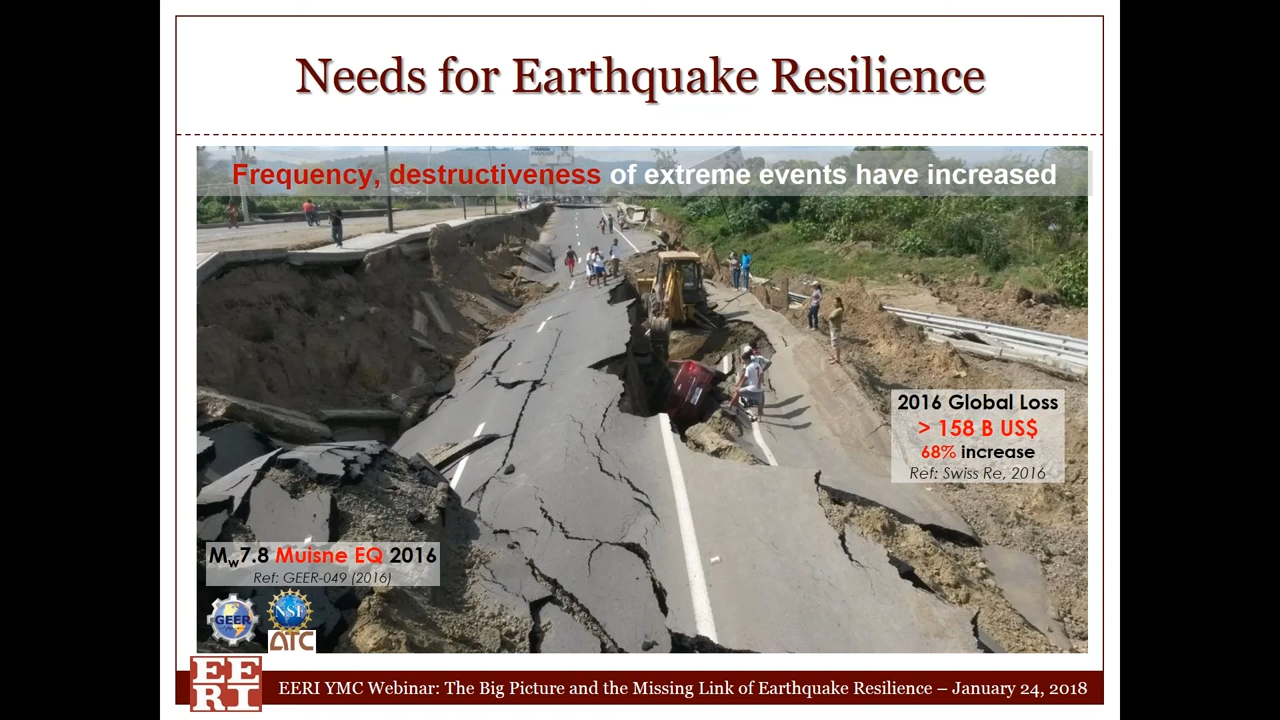 Needs for Earthquake Resilience
Frequency, destructiveness of extreme events have increased
2016 Global Loss
> 158 B US$
68% increase
Ref: Swiss Re, 2016
Mw7.8 Muisne EQ 2016
Ref: GEER-049 (2016)
GEER
NSF
ATC
EE
RI
EERI YMC Webinar: The Big Picture and the Missing Link of Earthquake Resilience – January 24, 2018